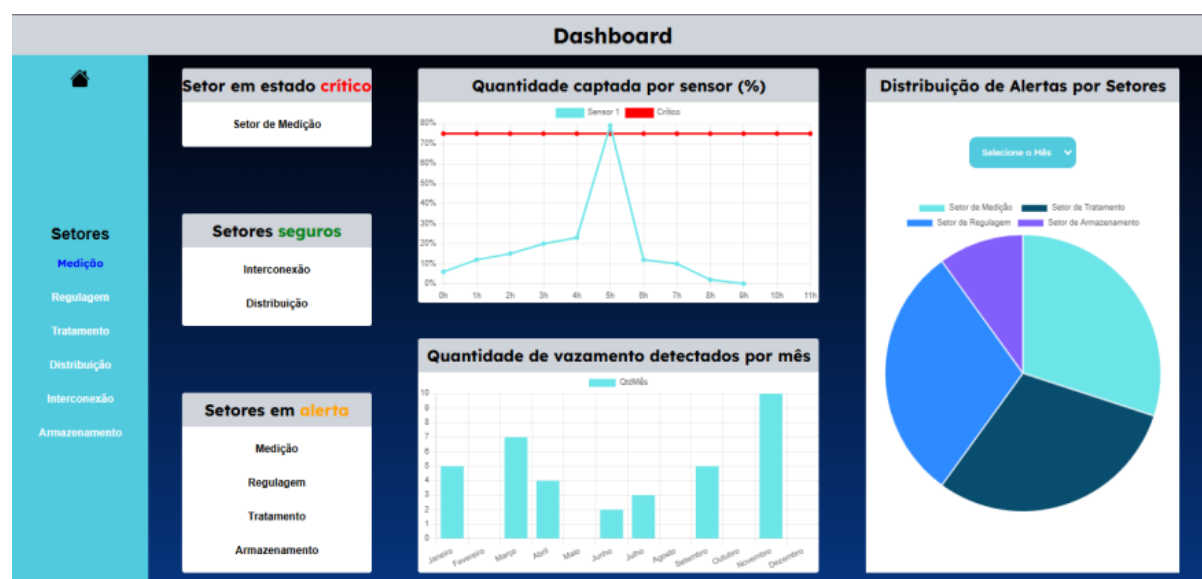 Dashboard
Setores
Medição
Regulagem
Tratamento
Distribuição
Interconexão
Armazenamento
Setor em estado crítico
Setor de Medição
Setores seguros
Interconexão
Distribuição
Setores em alerta
Medição
Regulagem
Tratamento
Armazenamento
Quantidade captada por sensor (%)
Sensor 1 Crítico
80%
70%
60%
50%
40%
30%
20%
10%
0%
0h 1h 2h 3h 4h 5h 6h 7h 8h 9h 10h 11h
Quantidade de vazamento detectados por mês
QtdMês
10
9
8
7
6
5
4
3
2
1
0
Janeiro Fevereiro Março Abril Maio Junho Julho Agosto Setembro Outubro Novembro Dezembro
Distribuição de Alertas por Setores
Selecione o Mês
Setor de Medição Setor de Tratamento
Setor de Regulagem Setor de Armazenamento